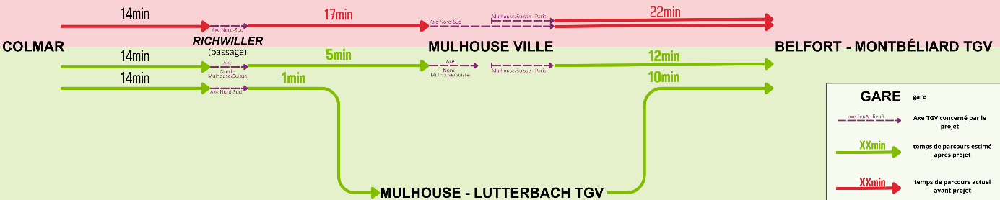 14min
17min
22min
Axe Nord-Sud
Axe Nord-Sud
Mulhouse/Suisse - Paris
COLMAR
RICHWILLER
(passage)
MULHOUSE VILLE
BELFORT - MONTBÉLIARD TGV
14min
5min
12min
Axe
Nord -
Mulhouse/Suisse
Axe
Nord -
Mulhouse/Suisse
Mulhouse/Suisse - Paris
14min
1min
10min
Axe Nord-Sud
MULHOUSE - LUTTERBACH TGV
GARE
gare
axe lieuA - lieuB
Axe TGV concerné par le
projet
XXmin
temps de parcours estimé
après projet
XXmin
temps de parcours actuel
avant projet